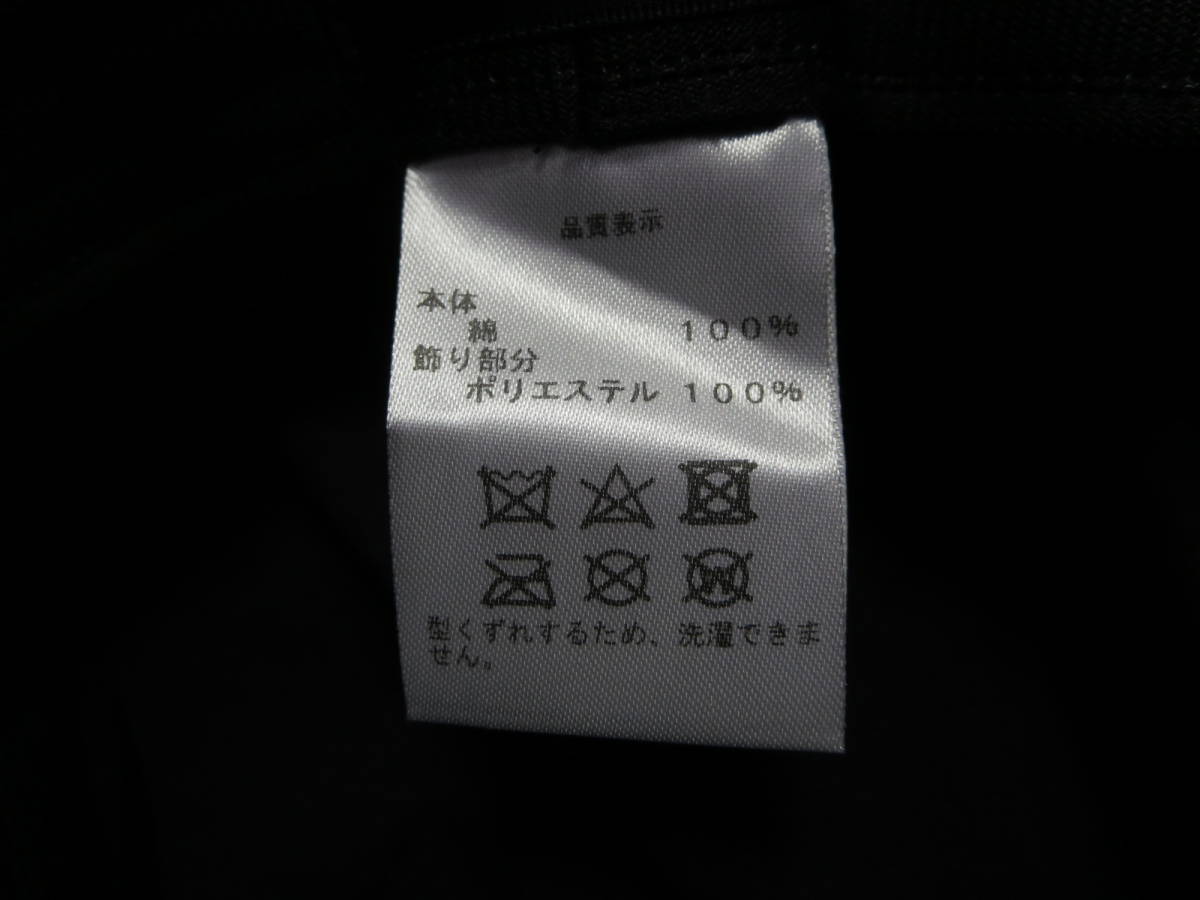 品質表示
本体
綿 100%
飾り部分
ポリエステル 100%
型くずれするため、洗濯できま
せん。